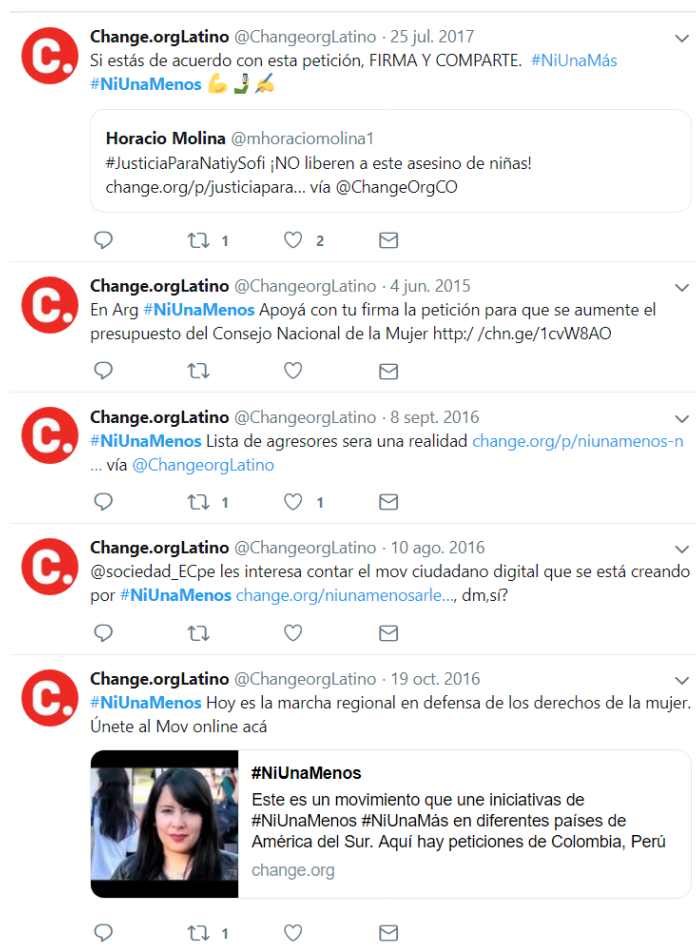 Change.orgLatino @ChangeorgLatino · 25 jul. 2017
Si estás de acuerdo con esta petición, FIRMA Y COMPARTE. #NiUnaMás
#NiUnaMenos 💪🤳✍
Horacio Molina @mhoraciomolina1
#JusticiaParaNatiySofi ¡NO liberen a este asesino de niñas!
change.org/p/justiciapara... vía @ChangeOrgCO
1 2
Change.orgLatino @ChangeorgLatino · 4 jun. 2015
En Arg #NiUnaMenos Apoyá con tu firma la petición para que se aumente el
presupuesto del Consejo Nacional de la Mujer http:/ /chn.ge/1cvW8AO
Change.orgLatino @ChangeorgLatino · 8 sept. 2016
#NiUnaMenos Lista de agresores sera una realidad change.org/p/niunamenos-n
... vía @ChangeorgLatino
1 1
Change.orgLatino @ChangeorgLatino · 10 ago. 2016
@sociedad_ECpe les interesa contar el mov ciudadano digital que se está creando
por #NiUnaMenos change.org/niunamenosarle..., dm,sí?
Change.orgLatino @ChangeorgLatino · 19 oct. 2016
#NiUnaMenos Hoy es la marcha regional en defensa de los derechos de la mujer.
Únete al Mov online acá
#NiUnaMenos
Este es un movimiento que une iniciativas de
#NiUnaMenos #NiUnaMás en diferentes países de
América del Sur. Aquí hay peticiones de Colombia, Perú
change.org
1